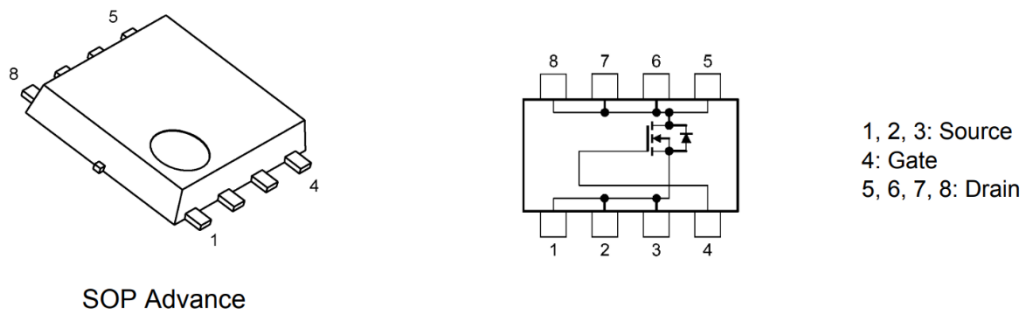 5
8
4
1
SOP Advance
8 7 6 5
1 2 3 4
1, 2, 3: Source
4: Gate
5, 6, 7, 8: Drain